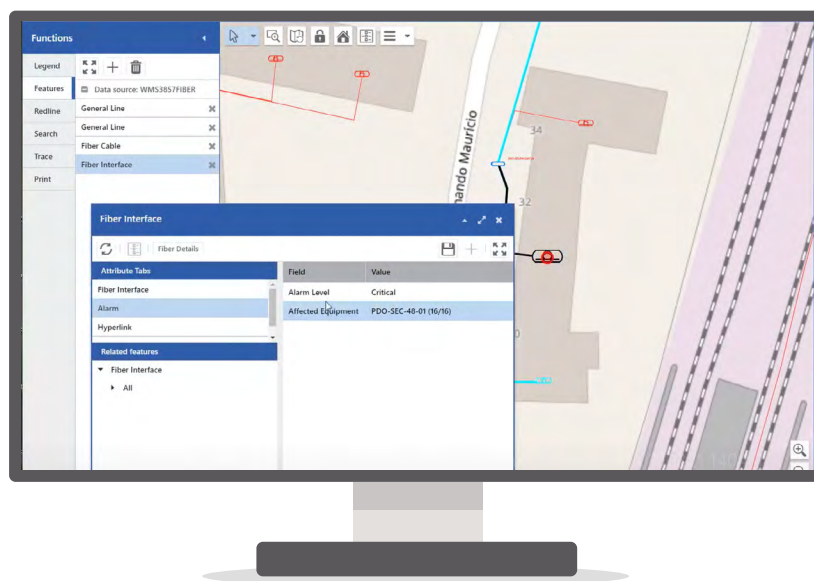 Functions
Legend
Features
Redline
Search
Trace
Print
Data source: WMS3857FIBER
General Line
General Line
Fiber Cable
Fiber Interface
nando Mauricio
34
32
Fiber Interface
Fiber Details
Attribute Tabs
Fiber Interface
Alarm
Hyperlink
Related features
Fiber Interface
All
Field Value
Alarm Level Critical
Affected Equipment PDO-SEC-48-01 (16/16)